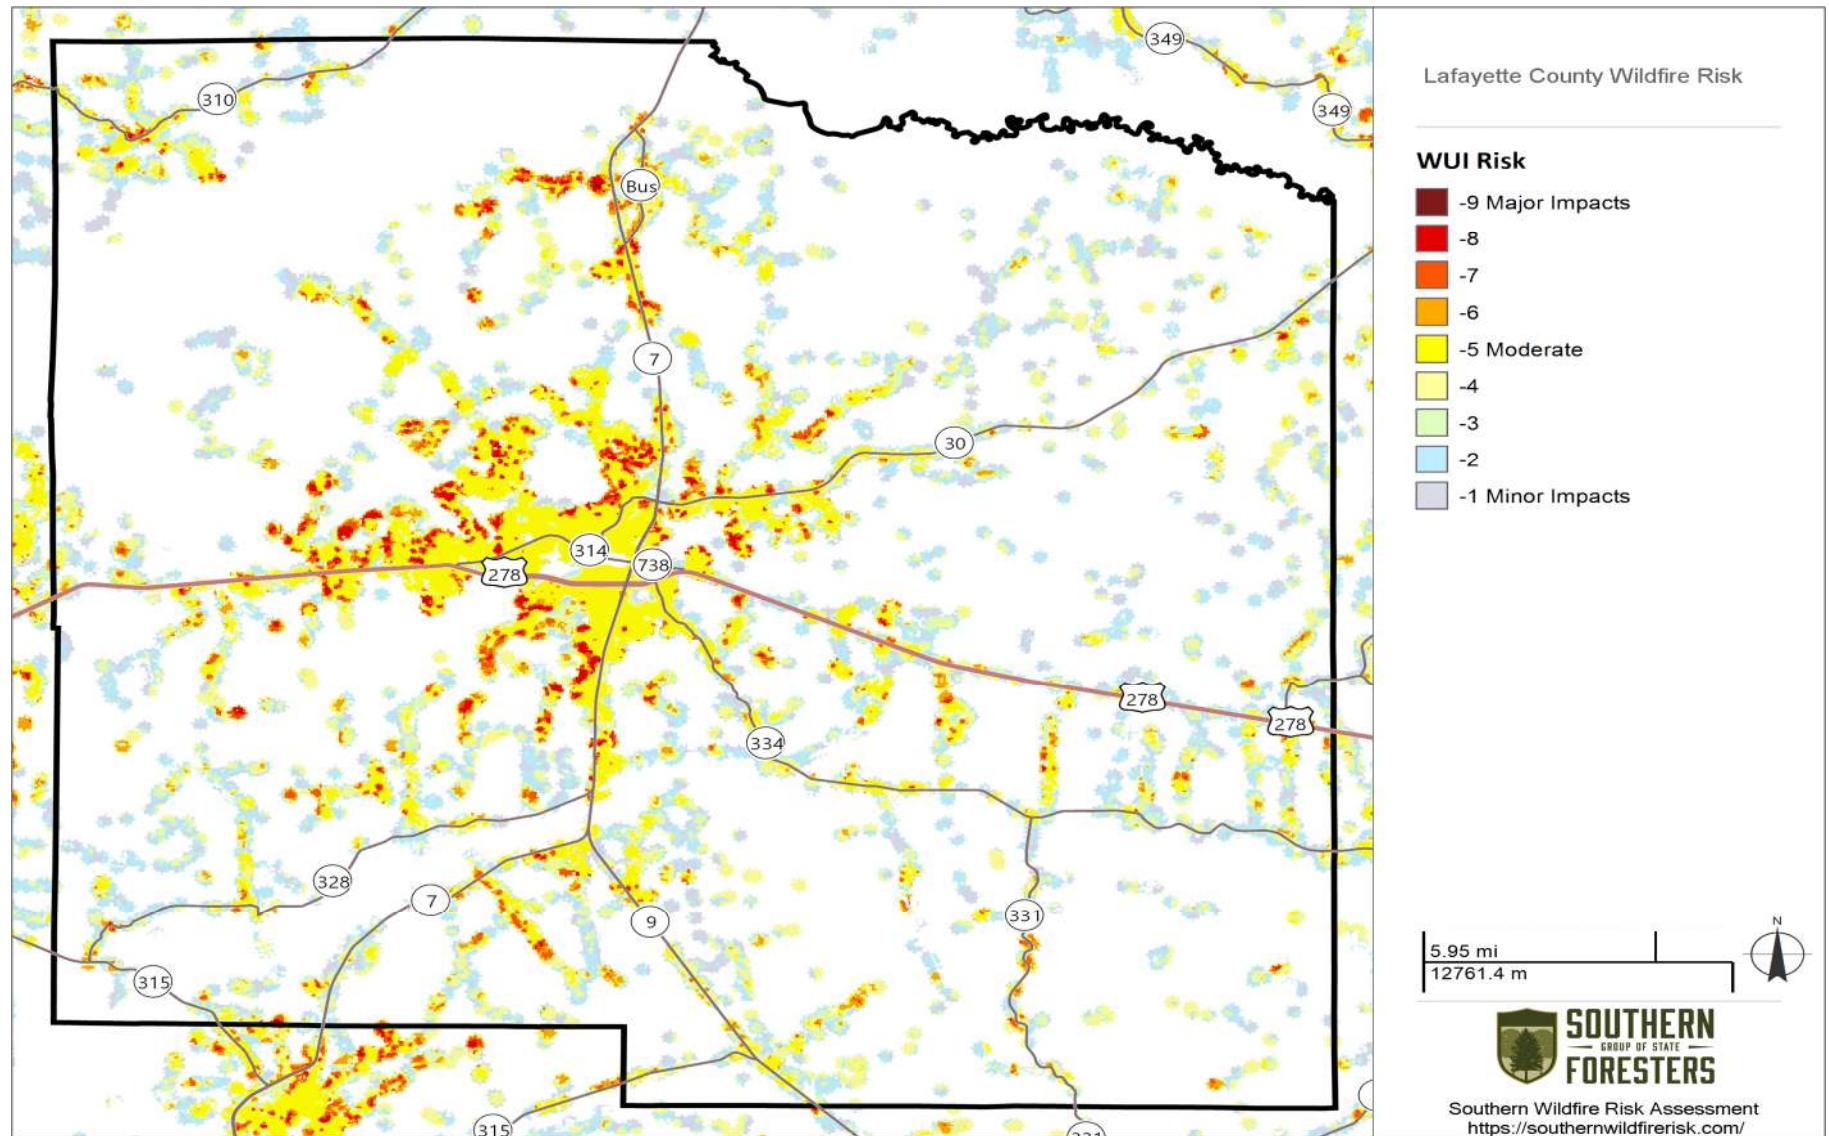 349
310
349
Bus
7
30
314
738
278
278
278
334
328
7
9
331
315
315
331
Lafayette County Wildfire Risk
WUI Risk
-9 Major Impacts
-8
-7
-6
-5 Moderate
-4
-3
-2
-1 Minor Impacts
5.95 mi
12761.4 m
N
SOUTHERN
GROUP OF STATE
FORESTERS
Southern Wildfire Risk Assessment
https://southernwildfirerisk.com/